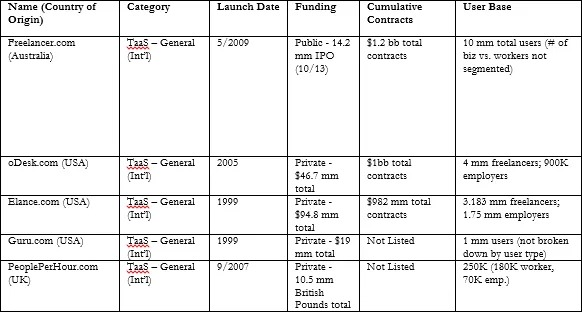 Name (Country of Origin) Category Launch Date Funding Cumulative Contracts User Base
Freelancer.com (Australia) TaaS – General (Int'l) 5/2009 Public - 14.2 mm IPO (10/13) $1.2 bb total contracts 10 mm total users (# of biz vs. workers not segmented)
oDesk.com (USA) TaaS – General (Int'l) 2005 Private - $46.7 mm total $1bb total contracts 4 mm freelancers; 900K employers
Elance.com (USA) TaaS – General (Int'l) 1999 Private - $94.8 mm total $982 mm total contracts 3.183 mm freelancers; 1.75 mm employers
Guru.com (USA) TaaS – General (Int'l) 1999 Private - $19 mm total Not Listed 1 mm users (not broken down by user type)
PeoplePerHour.com (UK) TaaS – General (Int'l) 9/2007 Private - 10.5 mm British Pounds total Not Listed 250K (180K worker, 70K emp.)